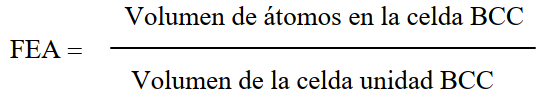 Volumen de átomos en la celda BCC
FEA =
Volumen de la celda unidad BCC